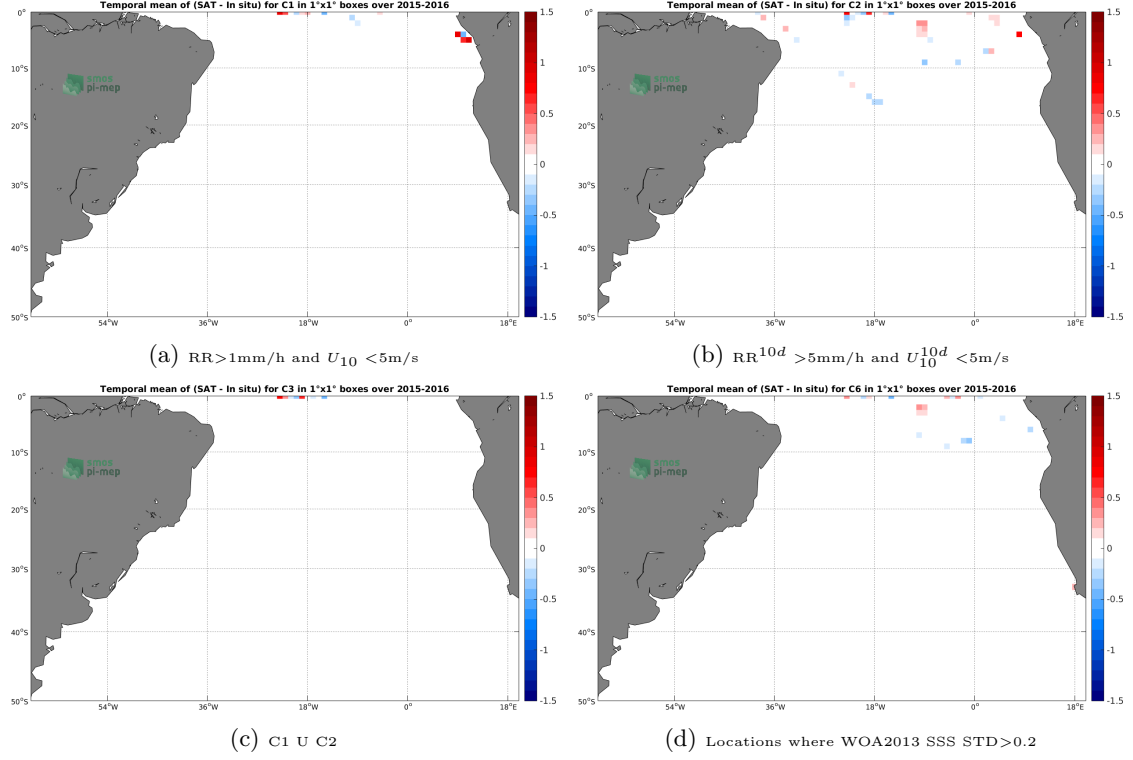 Temporal mean of (SAT - In situ) for C1 in 1°x1° boxes over 2015-2016
0°
10°S
20°S
30°S
40°S
50°S
54°W
36°W
18°W
0°
18°E
1.5
1
0.5
0
-0.5
-1
-1.5
smos
pi-mep
(a) RR>1mm/h and U10 <5m/s
Temporal mean of (SAT - In situ) for C2 in 1°x1° boxes over 2015-2016
0°
10°S
20°S
30°S
40°S
50°S
54°W
36°W
18°W
0°
18°E
1.5
1
0.5
0
-0.5
-1
-1.5
smos
pi-mep
(b) RR^10d >5mm/h and U10^10d <5m/s
Temporal mean of (SAT - In situ) for C3 in 1°x1° boxes over 2015-2016
0°
10°S
20°S
30°S
40°S
50°S
54°W
36°W
18°W
0°
18°E
1.5
1
0.5
0
-0.5
-1
-1.5
smos
pi-mep
(c) C1 U C2
Temporal mean of (SAT - In situ) for C6 in 1°x1° boxes over 2015-2016
0°
10°S
20°S
30°S
40°S
50°S
54°W
36°W
18°W
0°
18°E
1.5
1
0.5
0
-0.5
-1
-1.5
smos
pi-mep
(d) Locations where WOA2013 SSS STD>0.2